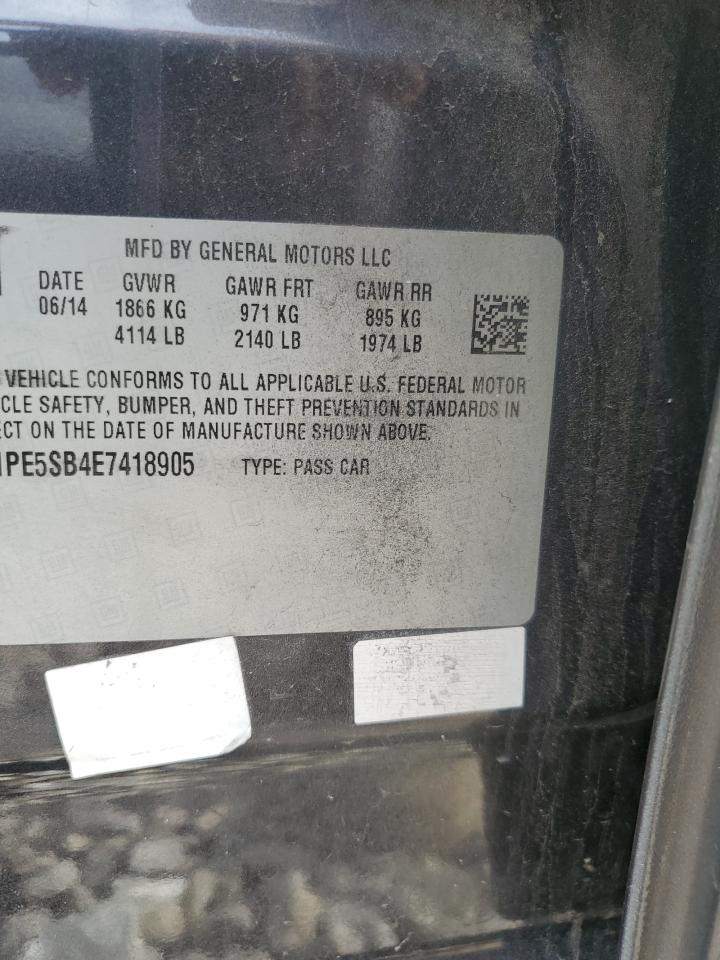 MFD BY GENERAL MOTORS LLC
DATE GVWR GAWR FRT GAWR RR
06/14 1866 KG 971 KG 895 KG
4114 LB 2140 LB 1974 LB
VEHICLE CONFORMS TO ALL APPLICABLE U.S. FEDERAL MOTOR
CLE SAFETY, BUMPER, AND THEFT PREVENTION STANDARDS IN
ECT ON THE DATE OF MANUFACTURE SHOWN ABOVE.
1PE5SB4E7418905 TYPE: PASS CAR